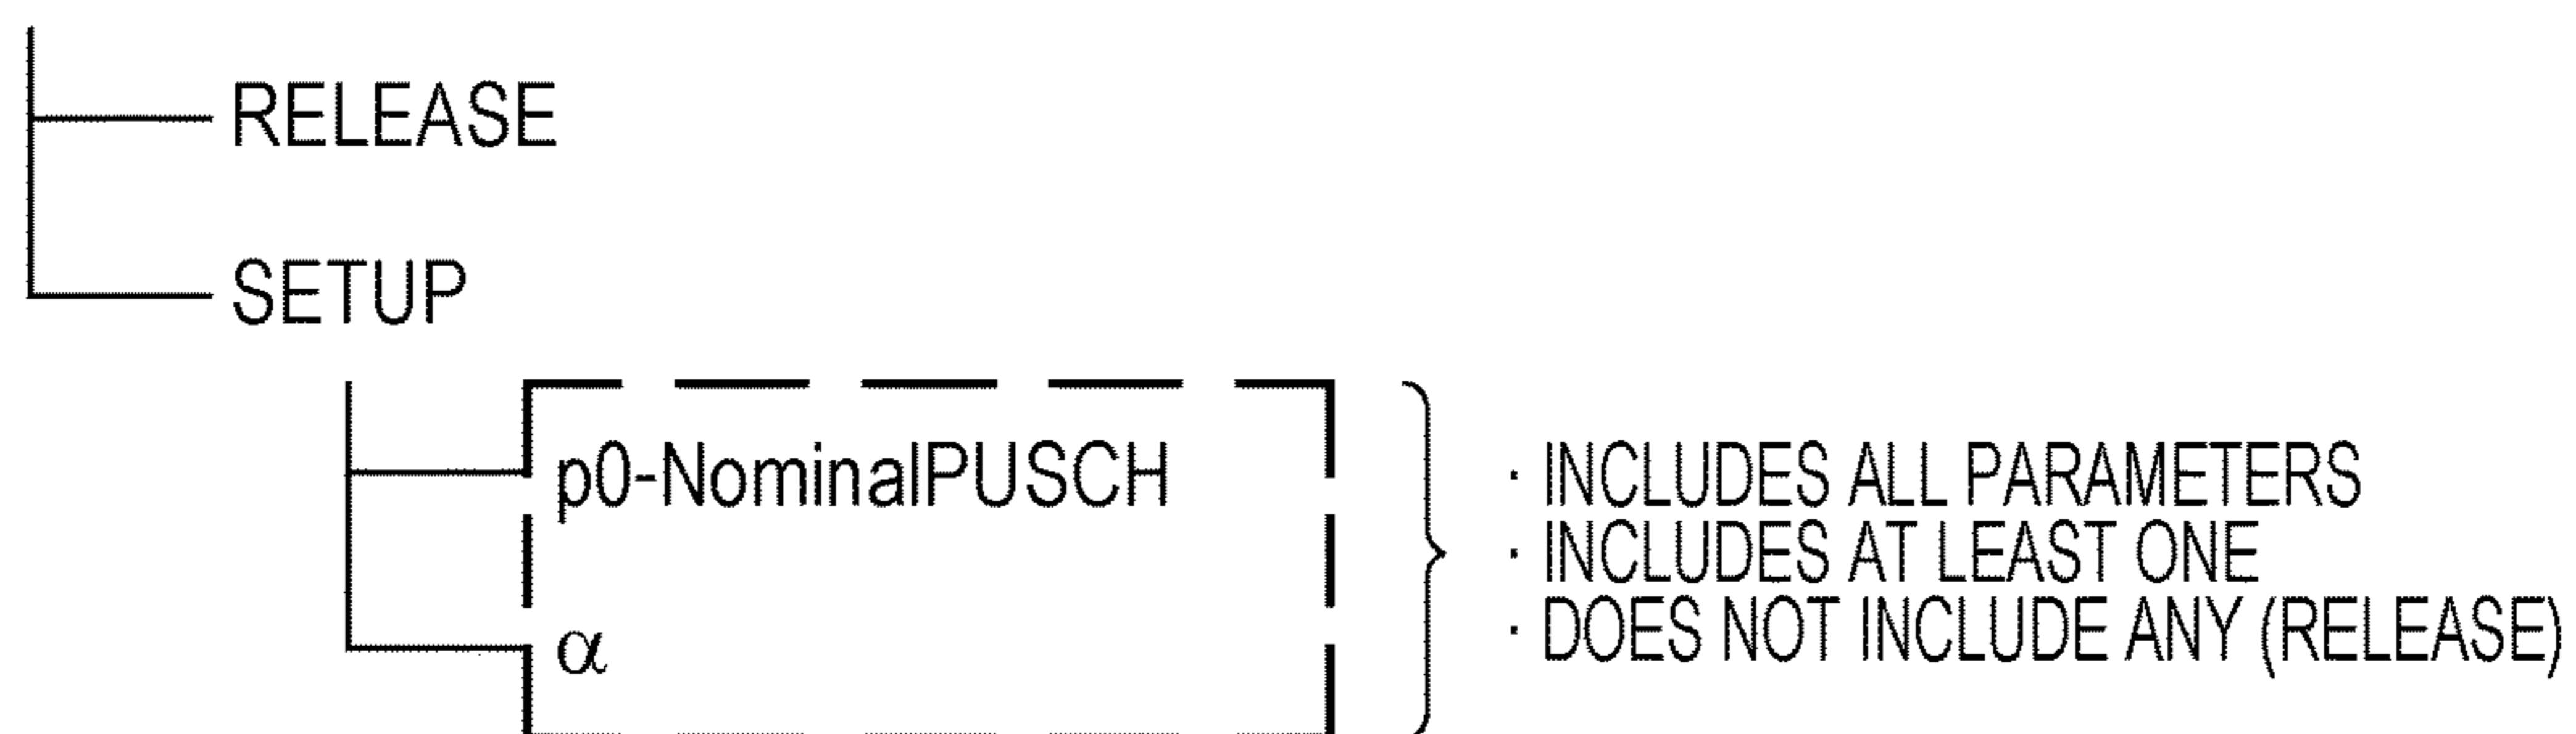 RELEASE
SETUP
p0-NominalPUSCH
α
· INCLUDES ALL PARAMETERS
· INCLUDES AT LEAST ONE
· DOES NOT INCLUDE ANY (RELEASE)